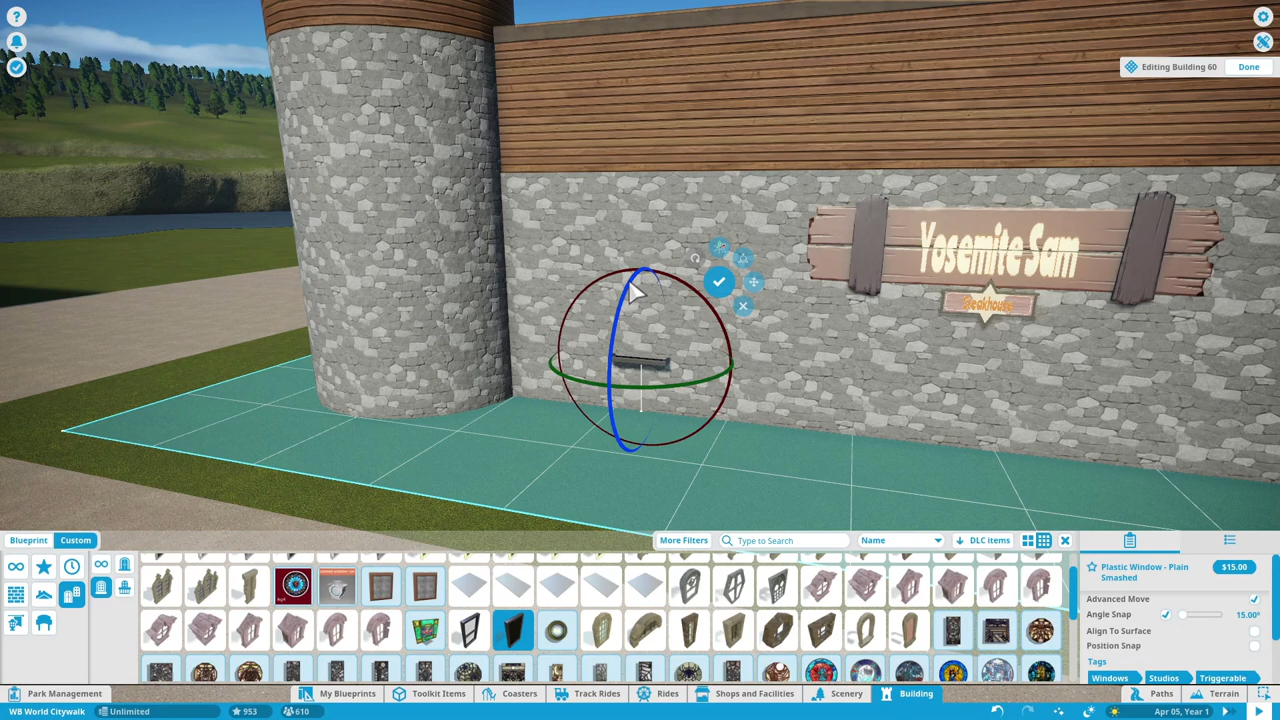 Editing Building 60
Done
Yosemite Sam
Steakhouse
Blueprint
Custom
More Filters
Type to Search
Name
DLC items
Plastic Window - Plain
Smashed
$15.00
Advanced Move
Angle Snap
15.00°
Align To Surface
Position Snap
Tags
Windows
Studios
Triggerable
Park Management
My Blueprints
Toolkit Items
Coasters
Track Rides
Rides
Shops and Facilities
Scenery
Building
Paths
Terrain
WB World Citywalk
Unlimited
953
610
Apr 05, Year 1